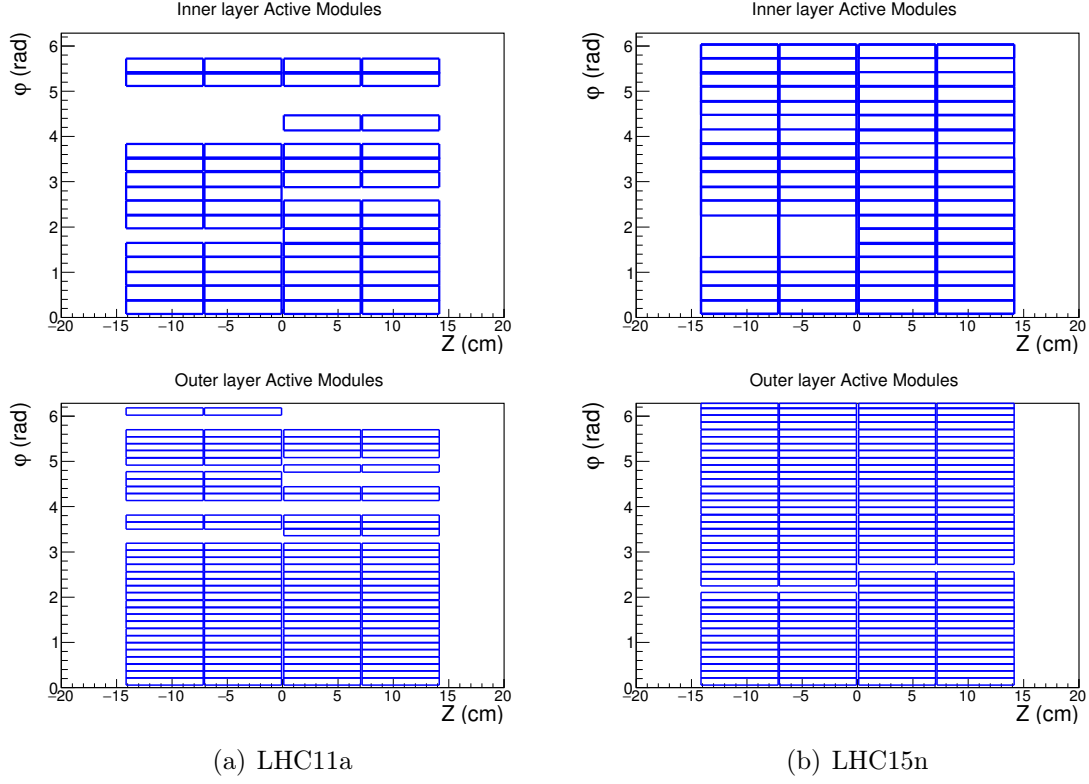 Inner layer Active Modules
φ (rad)
6
5
4
3
2
1
0
−20 −15 −10 −5 0 5 10 15 20
Z (cm)
Inner layer Active Modules
φ (rad)
6
5
4
3
2
1
0
−20 −15 −10 −5 0 5 10 15 20
Z (cm)
Outer layer Active Modules
φ (rad)
6
5
4
3
2
1
0
−20 −15 −10 −5 0 5 10 15 20
Z (cm)
Outer layer Active Modules
φ (rad)
6
5
4
3
2
1
0
−20 −15 −10 −5 0 5 10 15 20
Z (cm)
(a) LHC11a
(b) LHC15n